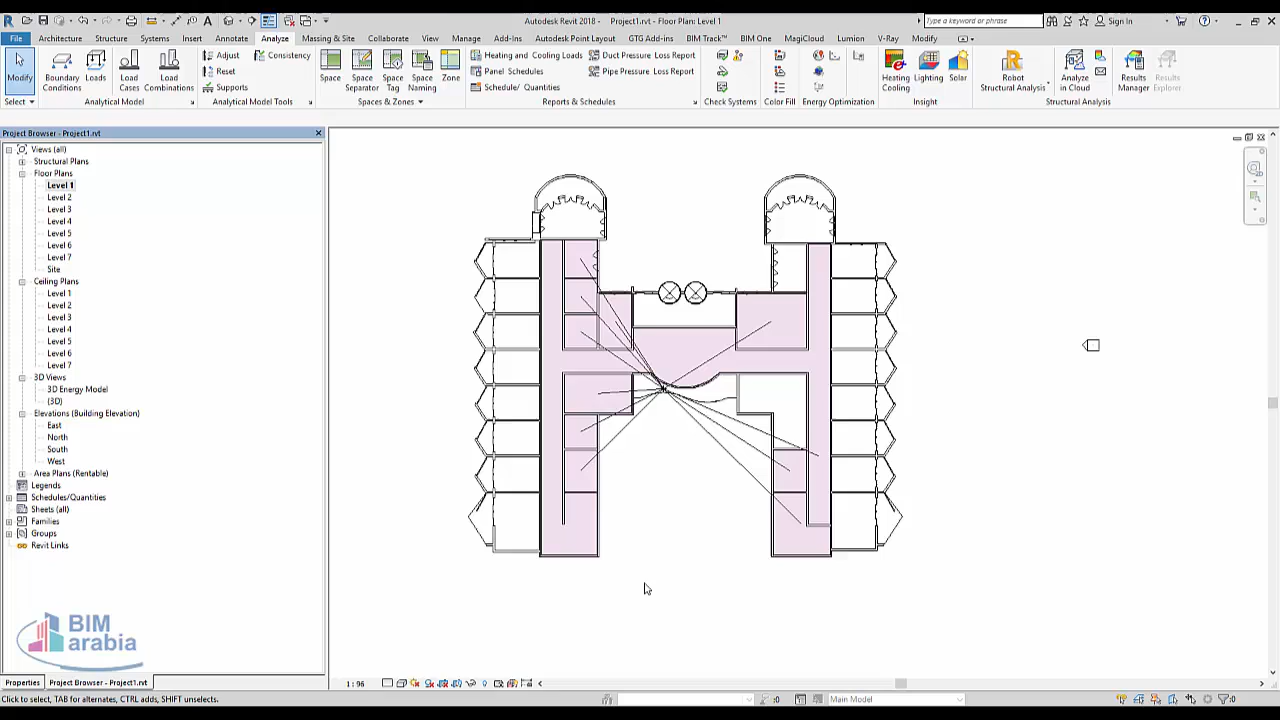 Autodesk Revit 2018 - Project1.rvt - Floor Plan: Level 1
Type a keyword or phrase
Sign In
File Architecture Structure Systems Insert Annotate Analyze Massing & Site Collaborate View Manage Add-Ins Autodesk Point Layout GTG Add-ins BIM Track™ BIM One MagiCloud Lumion V-Ray Modify
Modify
Select
Boundary Conditions
Loads
Load Cases
Load Combinations
Analytical Model
Adjust
Reset
Supports
Consistency
Analytical Model Tools
Space
Space Separator
Space Tag
Space Naming
Zone
Spaces & Zones
Heating and Cooling Loads
Panel Schedules
Schedule/ Quantities
Duct Pressure Loss Report
Pipe Pressure Loss Report
Reports & Schedules
Check Systems
Color Fill
Energy Optimization
Heating Cooling
Lighting
Solar
Insight
Robot Structural Analysis
Analyze in Cloud
Results Manager
Results Explorer
Structural Analysis
Project Browser - Project1.rvt
Views (all)
Structural Plans
Floor Plans
Level 1
Level 2
Level 3
Level 4
Level 5
Level 6
Level 7
Site
Ceiling Plans
Level 1
Level 2
Level 3
Level 4
Level 5
Level 6
Level 7
3D Views
3D Energy Model
{3D}
Elevations (Building Elevation)
East
North
South
West
Area Plans (Rentable)
Legends
Schedules/Quantities
Sheets (all)
Families
Groups
Revit Links
BIM
arabia
Properties
Project Browser - Project1.rvt
1 : 96
Click to select, TAB for alternates, CTRL adds, SHIFT unselects.
:0
Main Model
:0